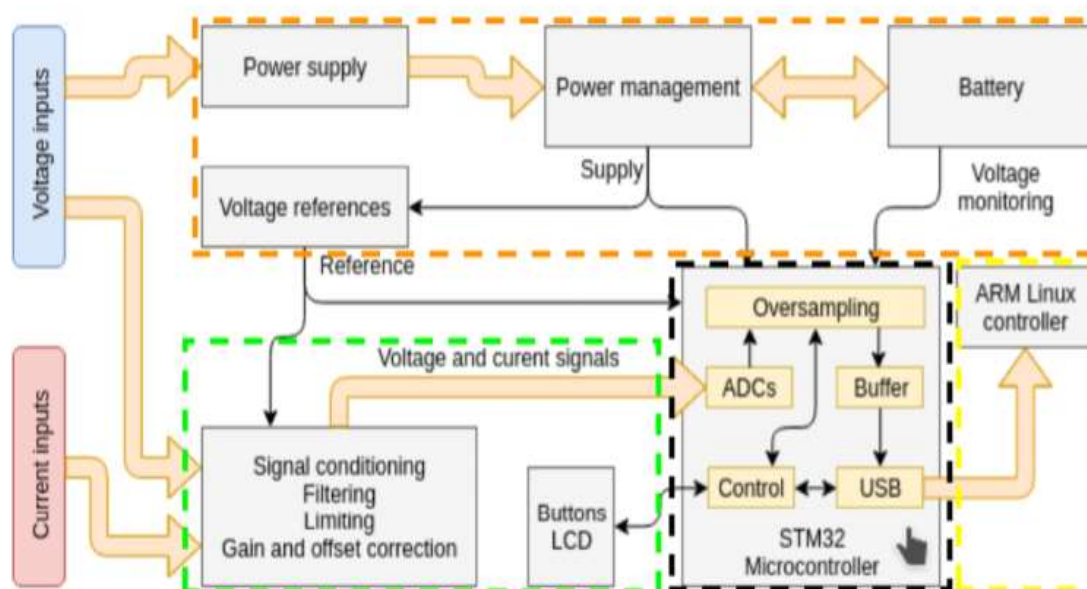 Voltage inputs
Power supply
Power management
Battery
Supply
Voltage
monitoring
Voltage references
Reference
Current inputs
Voltage and curent signals
Signal conditioning
Filtering
Limiting
Gain and offset correction
Buttons
LCD
Oversampling
ADCs
Buffer
Control
USB
STM32
Microcontroller
ARM Linux
controller